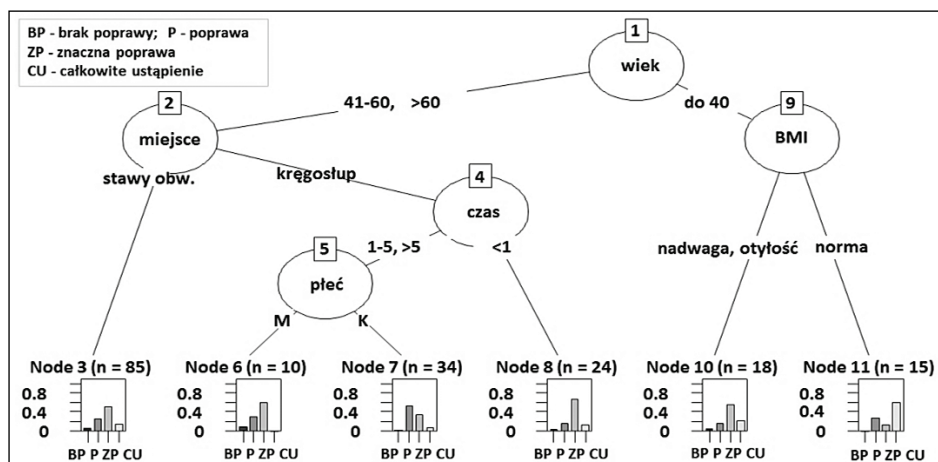 BP - brak poprawy; P - poprawa
ZP - znaczna poprawa
CU - całkowite ustąpienie
1
wiek
41-60, >60
do 40
2
miejsce
9
BMI
stawy obw.
kręgosłup
4
czas
5
płeć
1-5, >5
<1
nadwaga, otyłość
norma
M
K
Node 3 (n = 85)
Node 6 (n = 10)
Node 7 (n = 34)
Node 8 (n = 24)
Node 10 (n = 18)
Node 11 (n = 15)
0.8
0.4
0
BP P ZP CU
0.8
0.4
0
BP P ZP CU
0.8
0.4
0
BP P ZP CU
0.8
0.4
0
BP P ZP CU
0.8
0.4
0
BP P ZP CU
0.8
0.4
0
BP P ZP CU